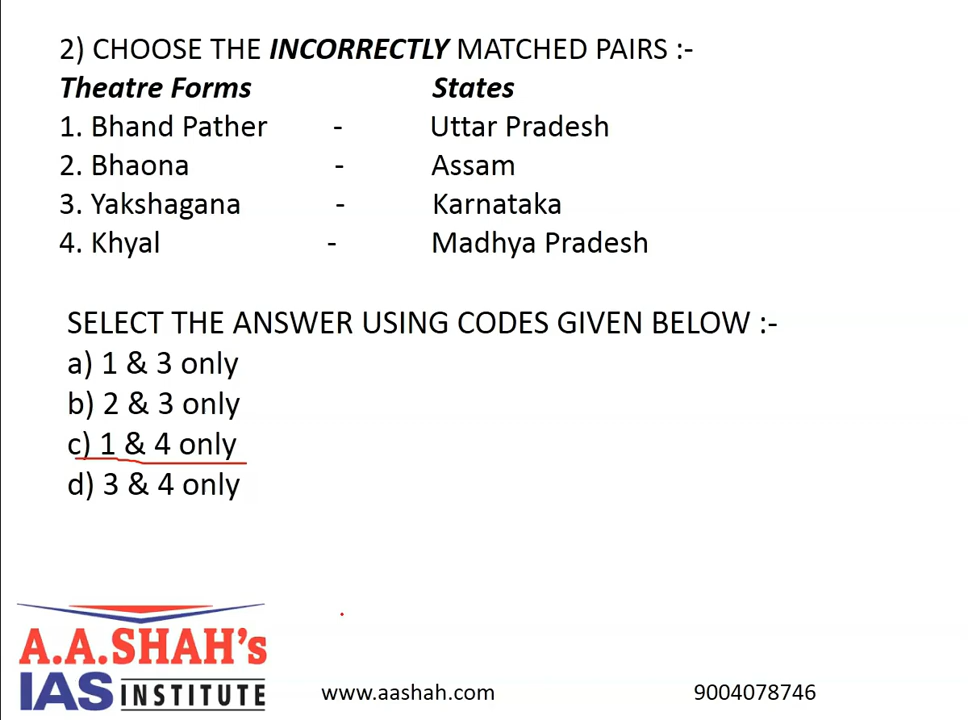 2) CHOOSE THE INCORRECTLY MATCHED PAIRS :-
Theatre Forms States
1. Bhand Pather - Uttar Pradesh
2. Bhaona - Assam
3. Yakshagana - Karnataka
4. Khyal - Madhya Pradesh
SELECT THE ANSWER USING CODES GIVEN BELOW :-
a) 1 & 3 only
b) 2 & 3 only
c) 1 & 4 only
d) 3 & 4 only
A.A.SHAH's
IAS INSTITUTE www.aashah.com 9004078746